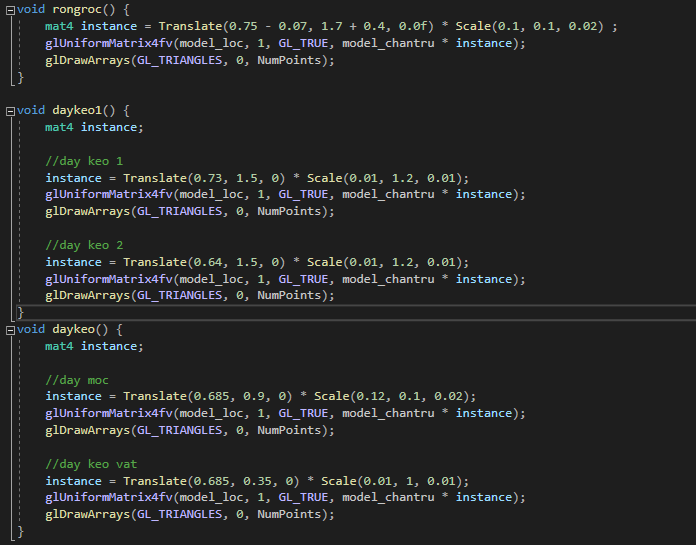 void rongroc() {
    mat4 instance = Translate(0.75 - 0.07, 1.7 + 0.4, 0.0f) * Scale(0.1, 0.1, 0.02) ;
    glUniformMatrix4fv(model_loc, 1, GL_TRUE, model_chantru * instance);
    glDrawArrays(GL_TRIANGLES, 0, NumPoints);
}

void daykeo1() {
    mat4 instance;

    //day keo 1
    instance = Translate(0.73, 1.5, 0) * Scale(0.01, 1.2, 0.01);
    glUniformMatrix4fv(model_loc, 1, GL_TRUE, model_chantru * instance);
    glDrawArrays(GL_TRIANGLES, 0, NumPoints);

    //day keo 2
    instance = Translate(0.64, 1.5, 0) * Scale(0.01, 1.2, 0.01);
    glUniformMatrix4fv(model_loc, 1, GL_TRUE, model_chantru * instance);
    glDrawArrays(GL_TRIANGLES, 0, NumPoints);
}
void daykeo() {
    mat4 instance;

    //day moc
    instance = Translate(0.685, 0.9, 0) * Scale(0.12, 0.1, 0.02);
    glUniformMatrix4fv(model_loc, 1, GL_TRUE, model_chantru * instance);
    glDrawArrays(GL_TRIANGLES, 0, NumPoints);

    //day keo vat
    instance = Translate(0.685, 0.35, 0) * Scale(0.01, 1, 0.01);
    glUniformMatrix4fv(model_loc, 1, GL_TRUE, model_chantru * instance);
    glDrawArrays(GL_TRIANGLES, 0, NumPoints);
}